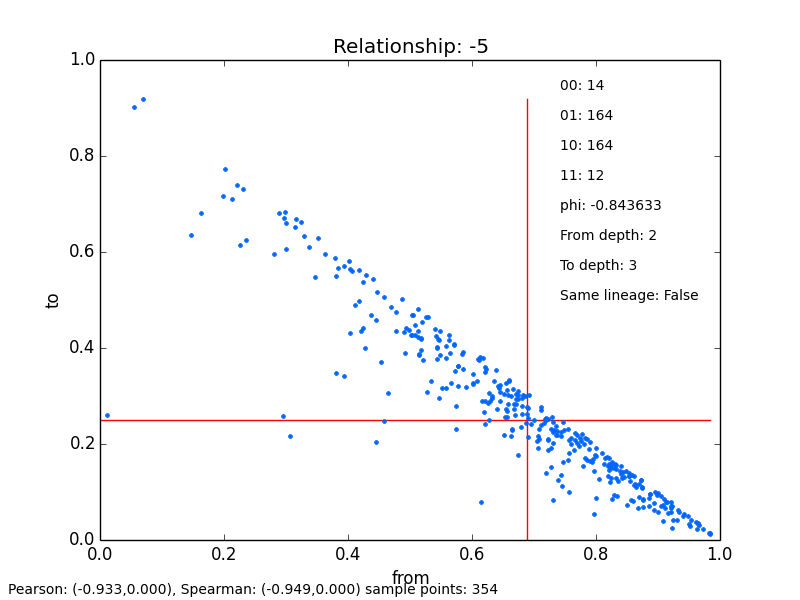 Relationship: -5
1.0
0.8
0.6
0.4
0.2
0.0
to
00: 14
01: 164
10: 164
11: 12
phi: -0.843633
From depth: 2
To depth: 3
Same lineage: False
0.0 0.2 0.4 0.6 0.8 1.0
from
Pearson: (-0.933,0.000), Spearman: (-0.949,0.000) sample points: 354